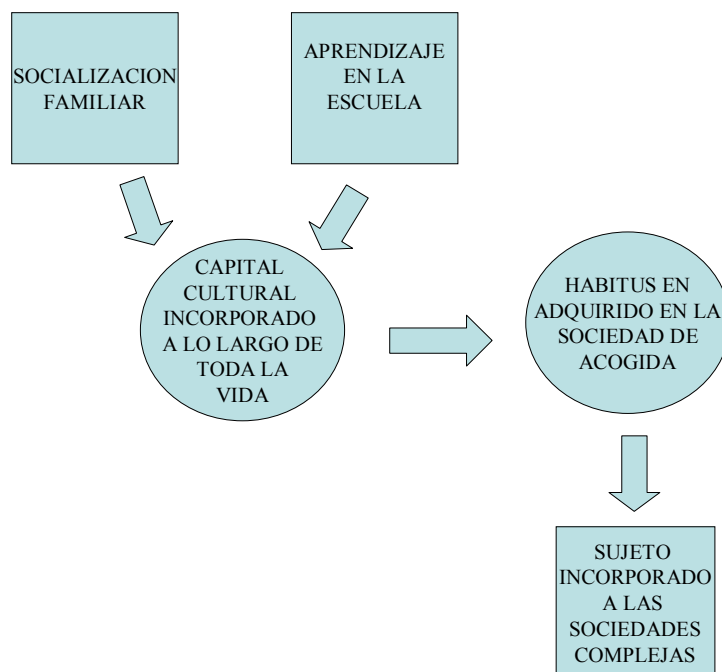 SOCIALIZACION
FAMILIAR
APRENDIZAJE
EN LA
ESCUELA
CAPITAL
CULTURAL
INCORPORADO
A LO LARGO DE
TODA LA
VIDA
HABITUS EN
ADQUIRIDO EN LA
SOCIEDAD DE
ACOGIDA
SUJETO
INCORPORADO
A LAS
SOCIEDADES
COMPLEJAS